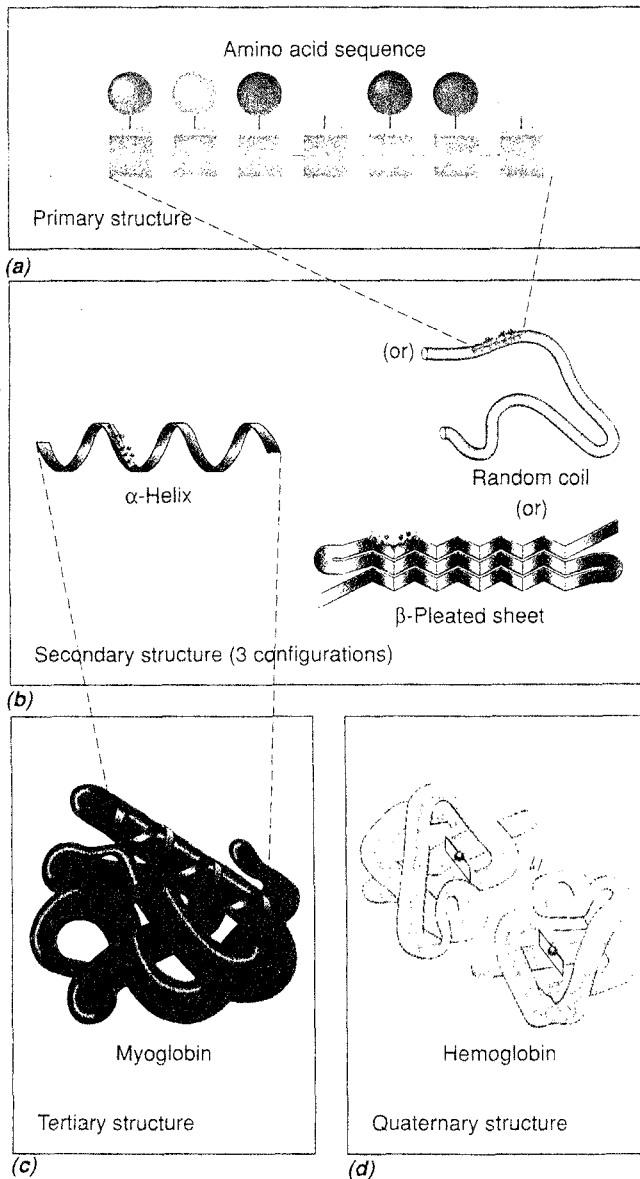 Amino acid sequence
Primary structure
(a)
(or)
Random coil
(or)
α-Helix
β-Pleated sheet
Secondary structure (3 configurations)
(b)
Myoglobin
Tertiary structure
(c)
Hemoglobin
Quaternary structure
(d)